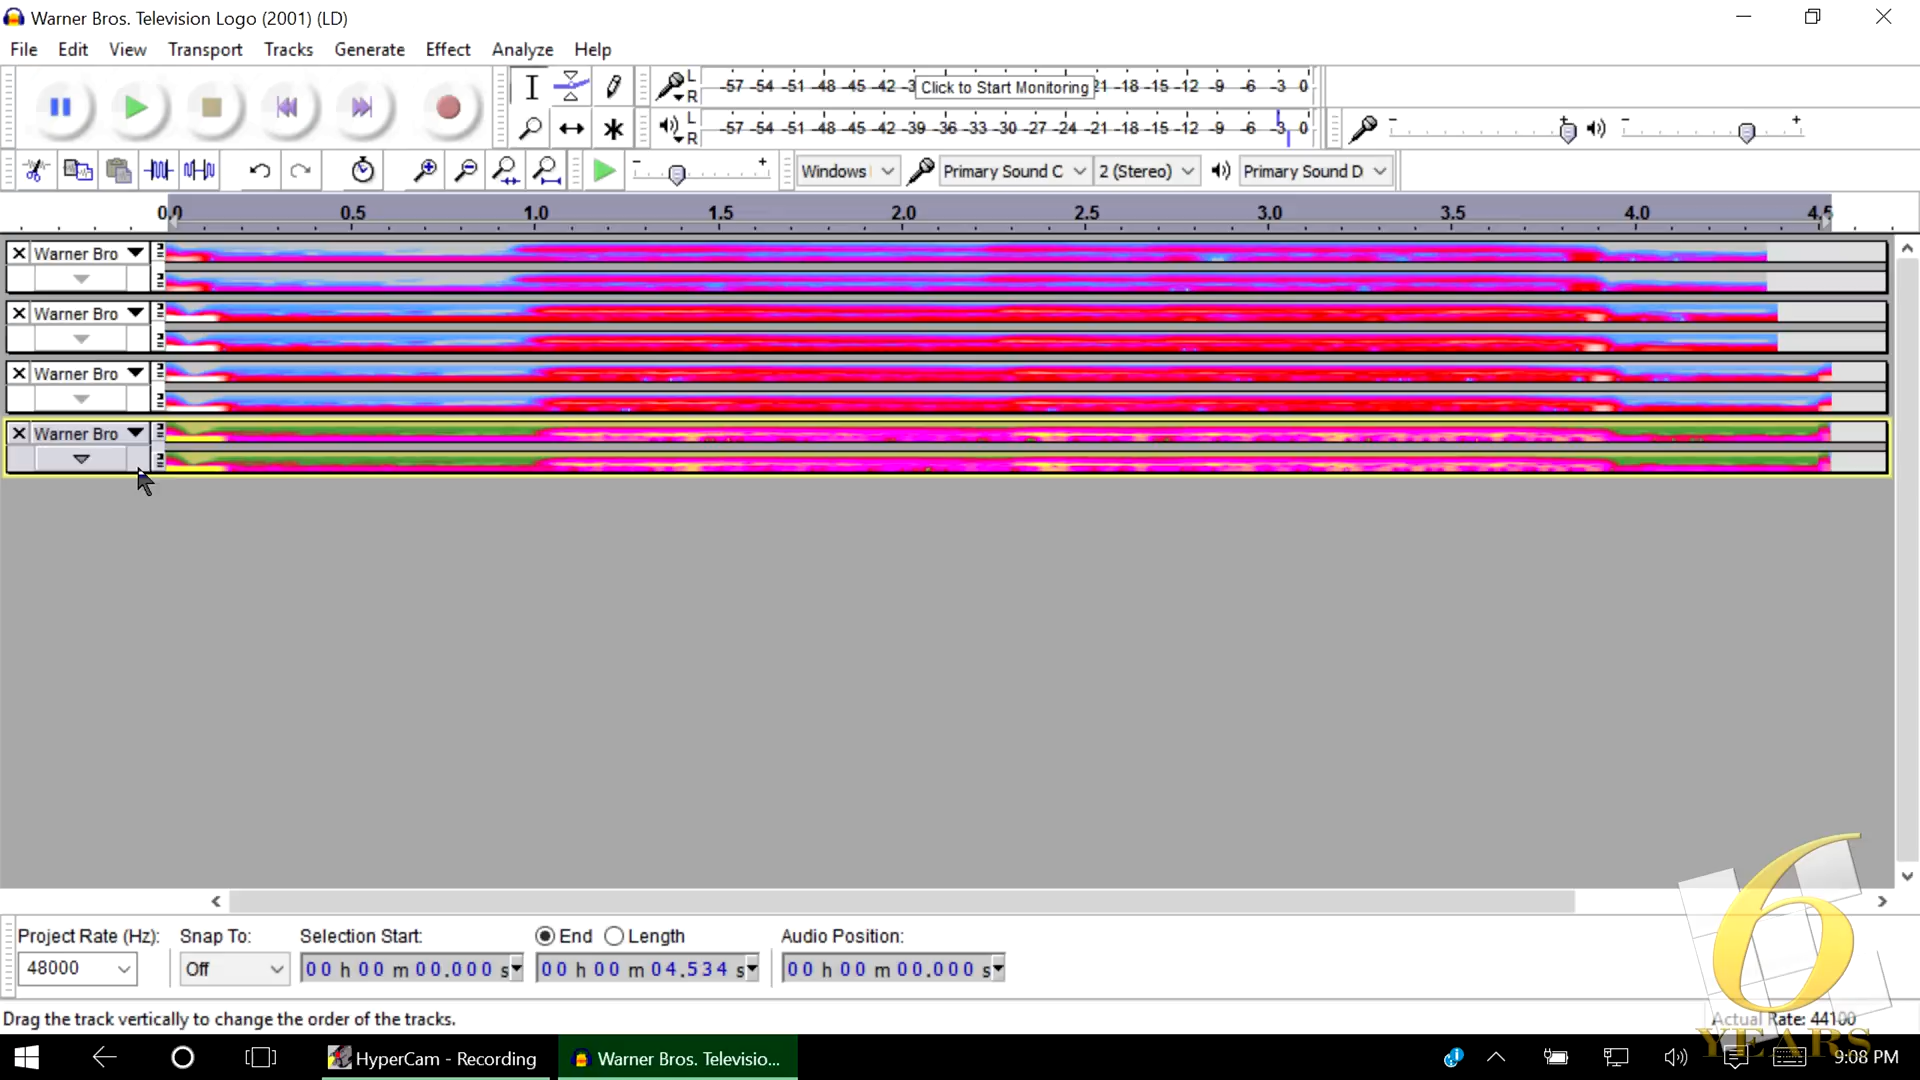 Warner Bros. Television Logo (2001) (LD)
File Edit View Transport Tracks Generate Effect Analyze Help
L R -57 -54 -51 -48 -45 -42 -3 Click to Start Monitoring 21 -18 -15 -12 -9 -6 -3 0
L R -57 -54 -51 -48 -45 -42 -39 -36 -33 -30 -27 -24 -21 -18 -15 -12 -9 -6 -3 0
Windows Primary Sound C 2 (Stereo) Primary Sound D
0.0 0.5 1.0 1.5 2.0 2.5 3.0 3.5 4.0 4.5
Warner Bro
Warner Bro
Warner Bro
Warner Bro
Project Rate (Hz): Snap To: Selection Start: End Length Audio Position:
48000 Off 00 h 00 m 00.000 s 00 h 00 m 04.534 s 00 h 00 m 00.000 s
Drag the track vertically to change the order of the tracks. Actual Rate: 44100
6
YEARS
HyperCam - Recording Warner Bros. Televisio... 9:08 PM